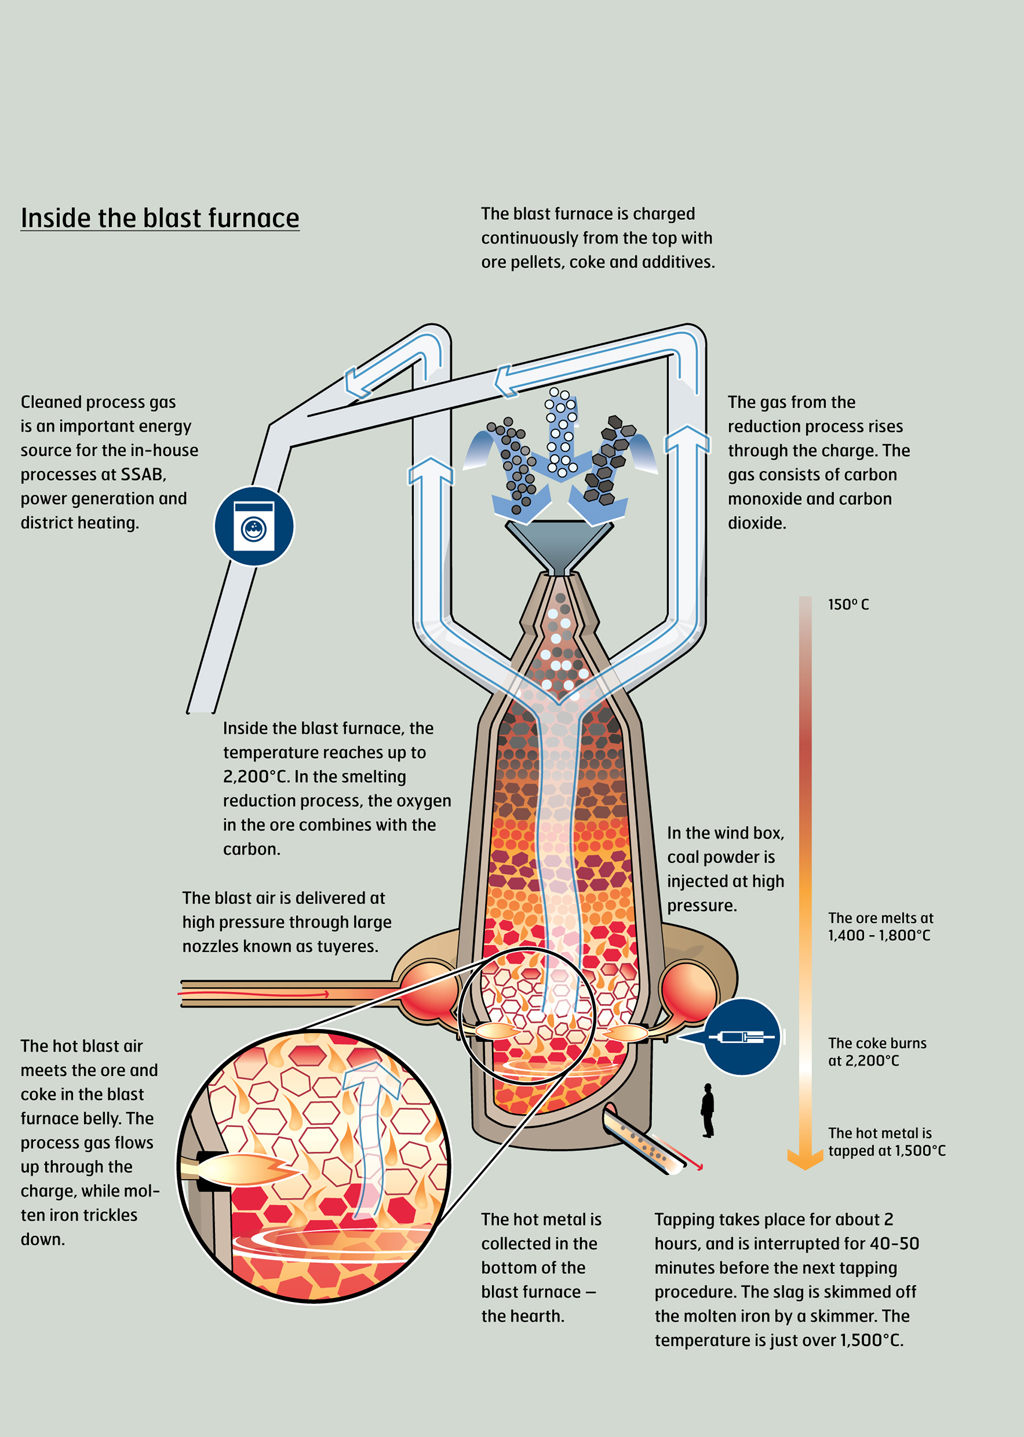 Inside the blast furnace
The blast furnace is charged
continuously from the top with
ore pellets, coke and additives.
Cleaned process gas
is an important energy
source for the in-house
processes at SSAB,
power generation and
district heating.
The gas from the
reduction process rises
through the charge. The
gas consists of carbon
monoxide and carbon
dioxide.
150º C
Inside the blast furnace, the
temperature reaches up to
2,200°C. In the smelting
reduction process, the oxygen
in the ore combines with the
carbon.
In the wind box,
coal powder is
injected at high
pressure.
The blast air is delivered at
high pressure through large
nozzles known as tuyeres.
The ore melts at
1,400 - 1,800°C
The hot blast air
meets the ore and
coke in the blast
furnace belly. The
process gas flows
up through the
charge, while mol-
ten iron trickles
down.
The coke burns
at 2,200°C
The hot metal is
tapped at 1,500°C
The hot metal is
collected in the
bottom of the
blast furnace —
the hearth.
Tapping takes place for about 2
hours, and is interrupted for 40-50
minutes before the next tapping
procedure. The slag is skimmed off
the molten iron by a skimmer. The
temperature is just over 1,500°C.